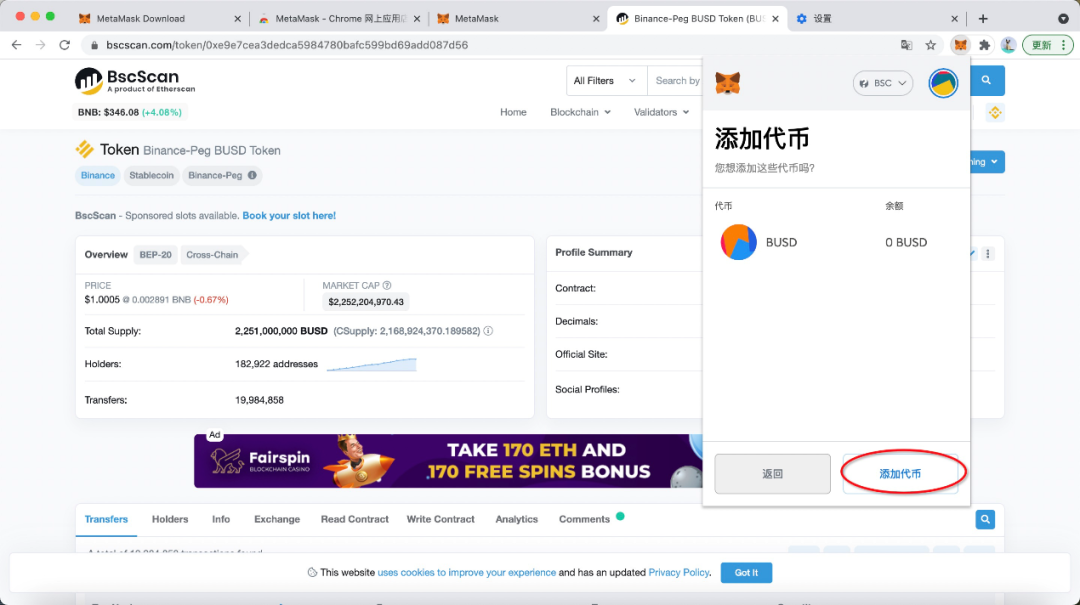 MetaMask Download
MetaMask - Chrome 网上应用店
MetaMask
Binance-Peg BUSD Token (BUS
设置
bscscan.com/token/0xe9e7cea3dedca5984780bafc599bd69add087d56
更新
BscScan
A product of Etherscan
All Filters
Search by
BNB: $346.08 (+4.08%)
Home
Blockchain
Validators
Token Binance-Peg BUSD Token
Binance
Stablecoin
Binance-Peg
BscScan - Sponsored slots available. Book your slot here!
Overview
BEP-20
Cross-Chain
PRICE
$1.0005 @ 0.002891 BNB (-0.67%)
MARKET CAP
$2,252,204,970.43
Total Supply:
2,251,000,000 BUSD (CSupply: 2,168,924,370.189582)
Holders:
182,922 addresses
Transfers:
19,984,858
Profile Summary
Contract:
Decimals:
Official Site:
Social Profiles:
BSC
添加代币
您想添加这些代币吗?
代币
余额
BUSD
0 BUSD
返回
添加代币
Ad
Fairspin
BLOCKCHAIN CASINO
TAKE 170 ETH AND
170 FREE SPINS BONUS
Transfers
Holders
Info
Exchange
Read Contract
Write Contract
Analytics
Comments
This website uses cookies to improve your experience and has an updated Privacy Policy.
Got It